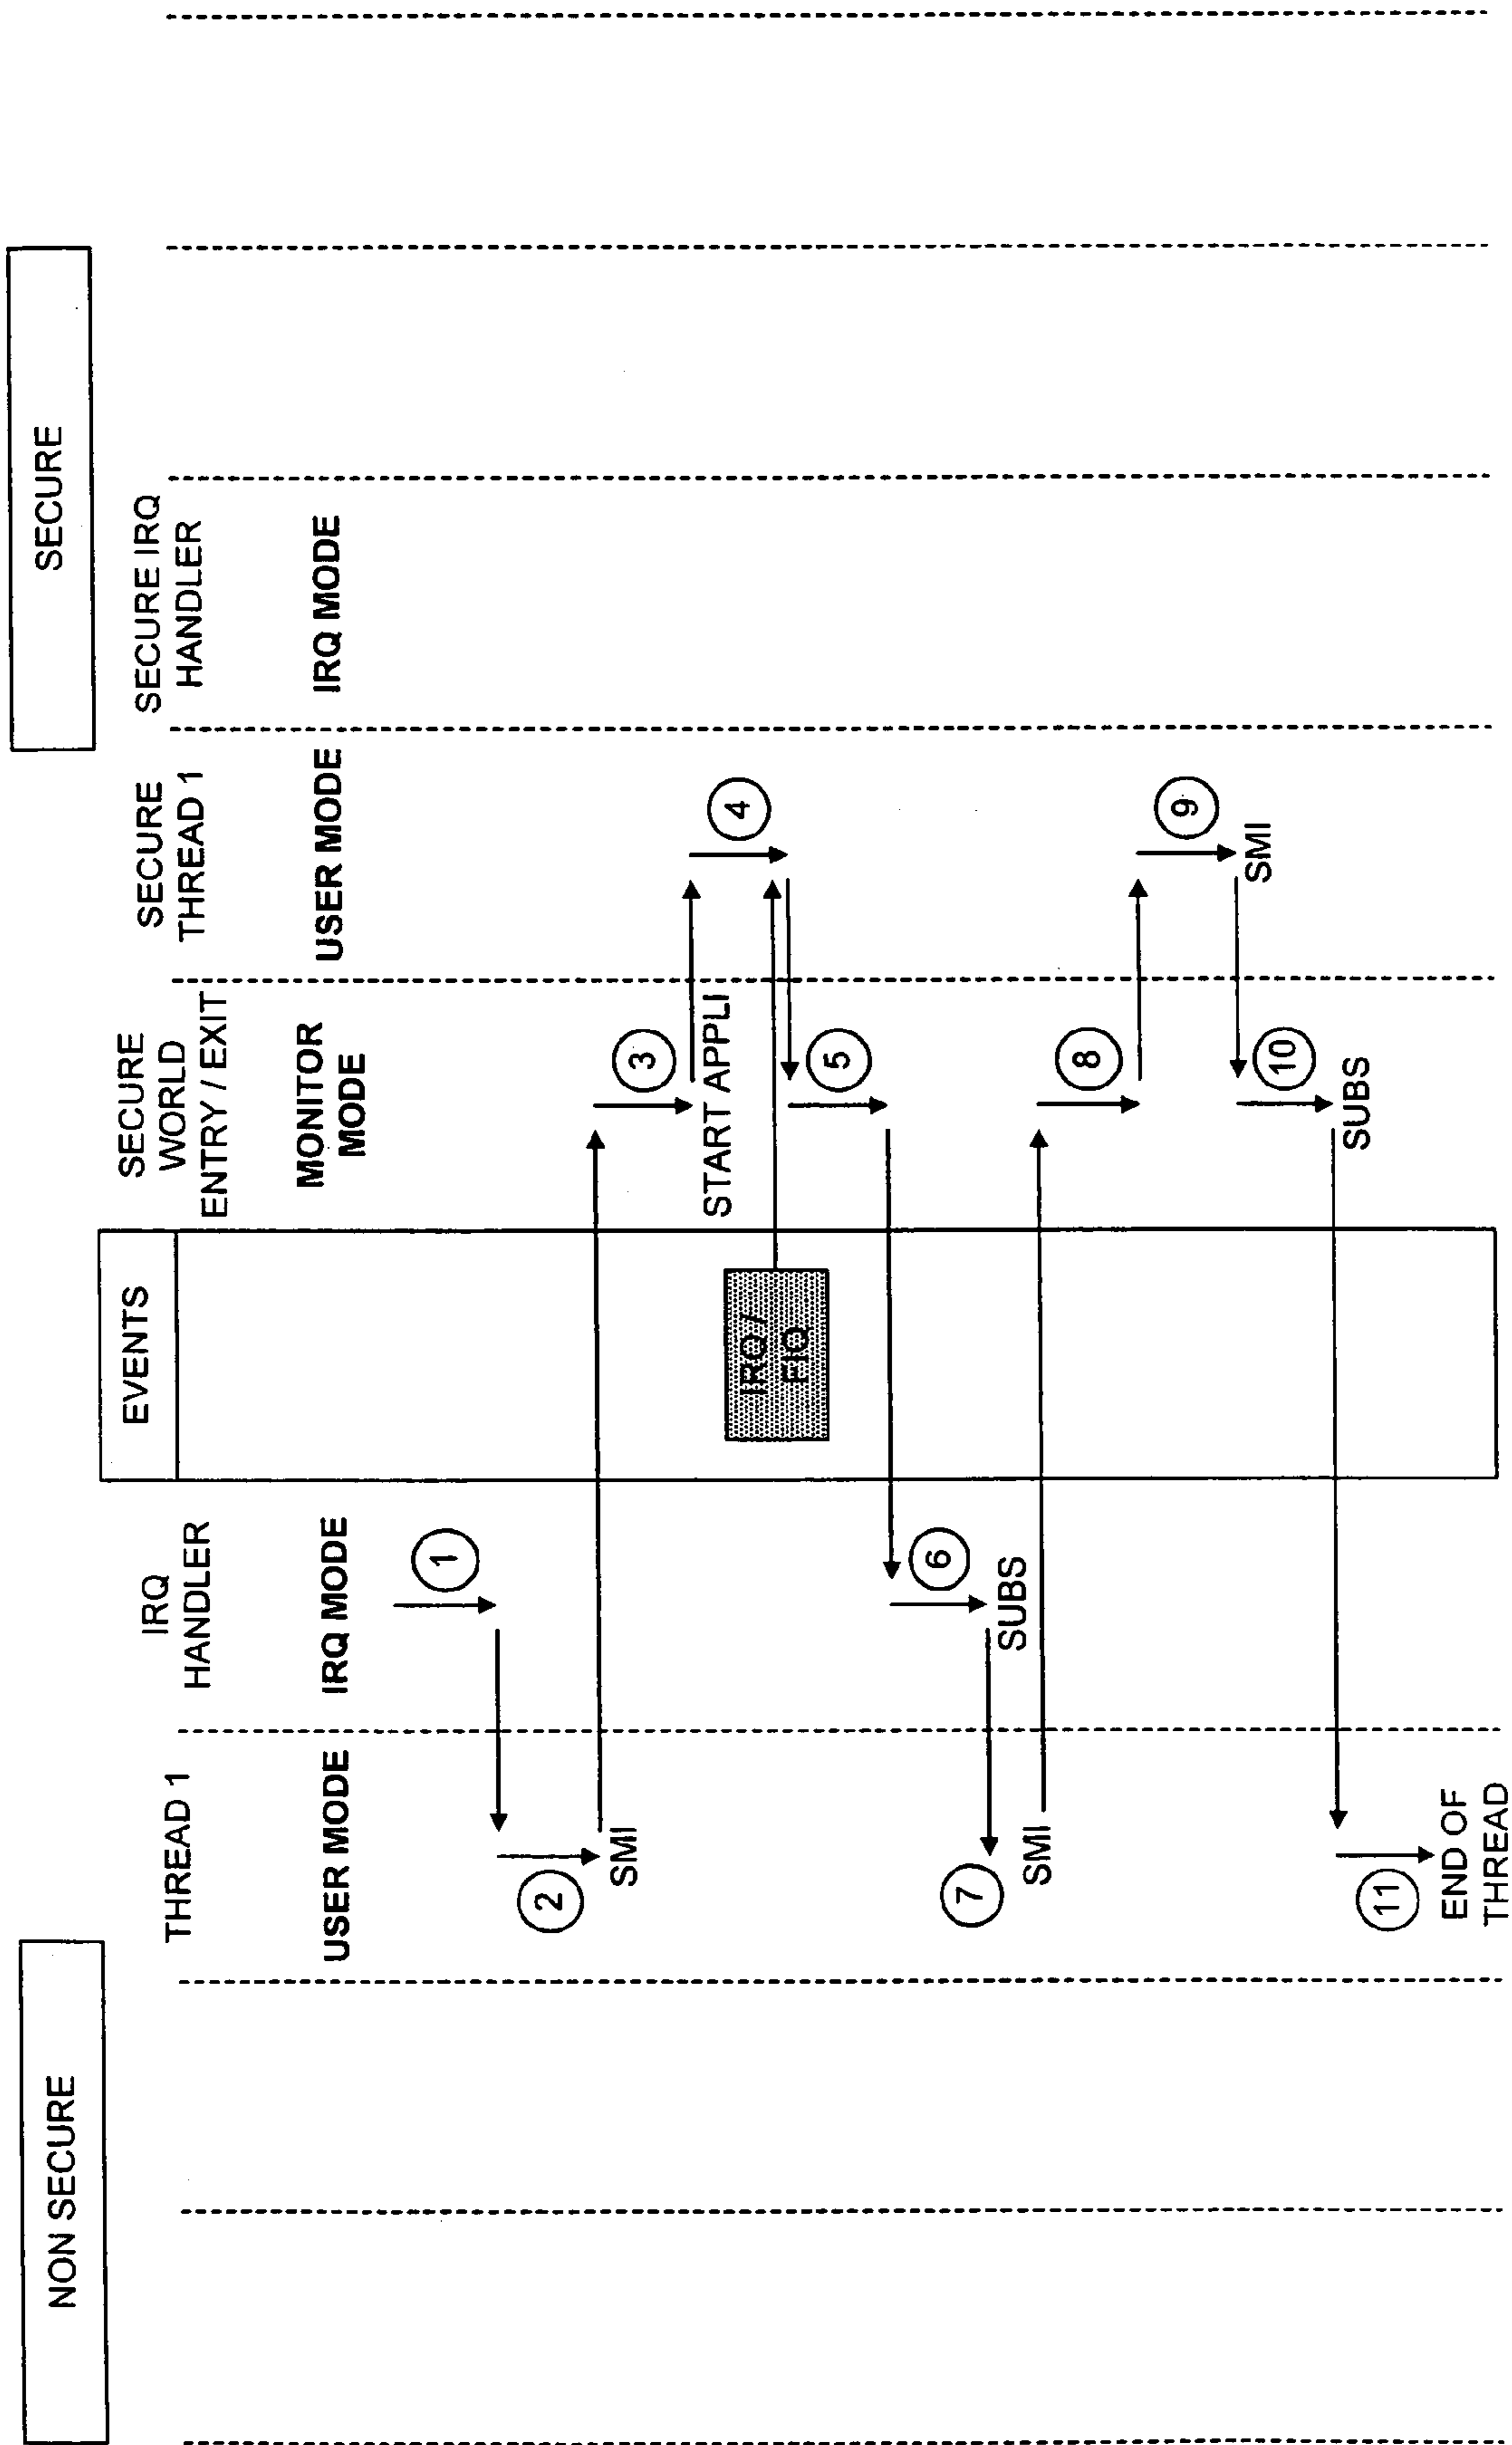 NON SECURE
SECURE
THREAD 1
IRQ
HANDLER
EVENTS
SECURE
WORLD
ENTRY / EXIT
SECURE
THREAD 1
SECURE IRQ
HANDLER
USER MODE
IRQ MODE
MONITOR
MODE
USER MODE
IRQ MODE
1
2
SMI
3
START APPLI
4
IRQ /
FIQ
5
6
SUBS
7
SMI
8
9
SMI
10
SUBS
11
END OF
THREAD